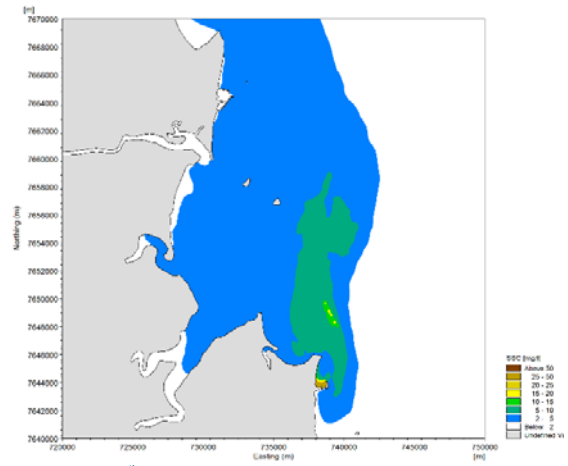 [m]
7670000
7668000
7666000
7664000
7662000
7660000
7658000
7656000
7654000
7652000
7650000
7648000
7646000
7644000
7642000
7640000
Northing (m)
720000
725000
730000
735000
740000
745000
750000
Easting (m)
[m]
SSC [mg/l]
Above 50
25 - 50
20 - 25
15 - 20
10 - 15
5 - 10
2 - 5
Below 2
Undefined Va